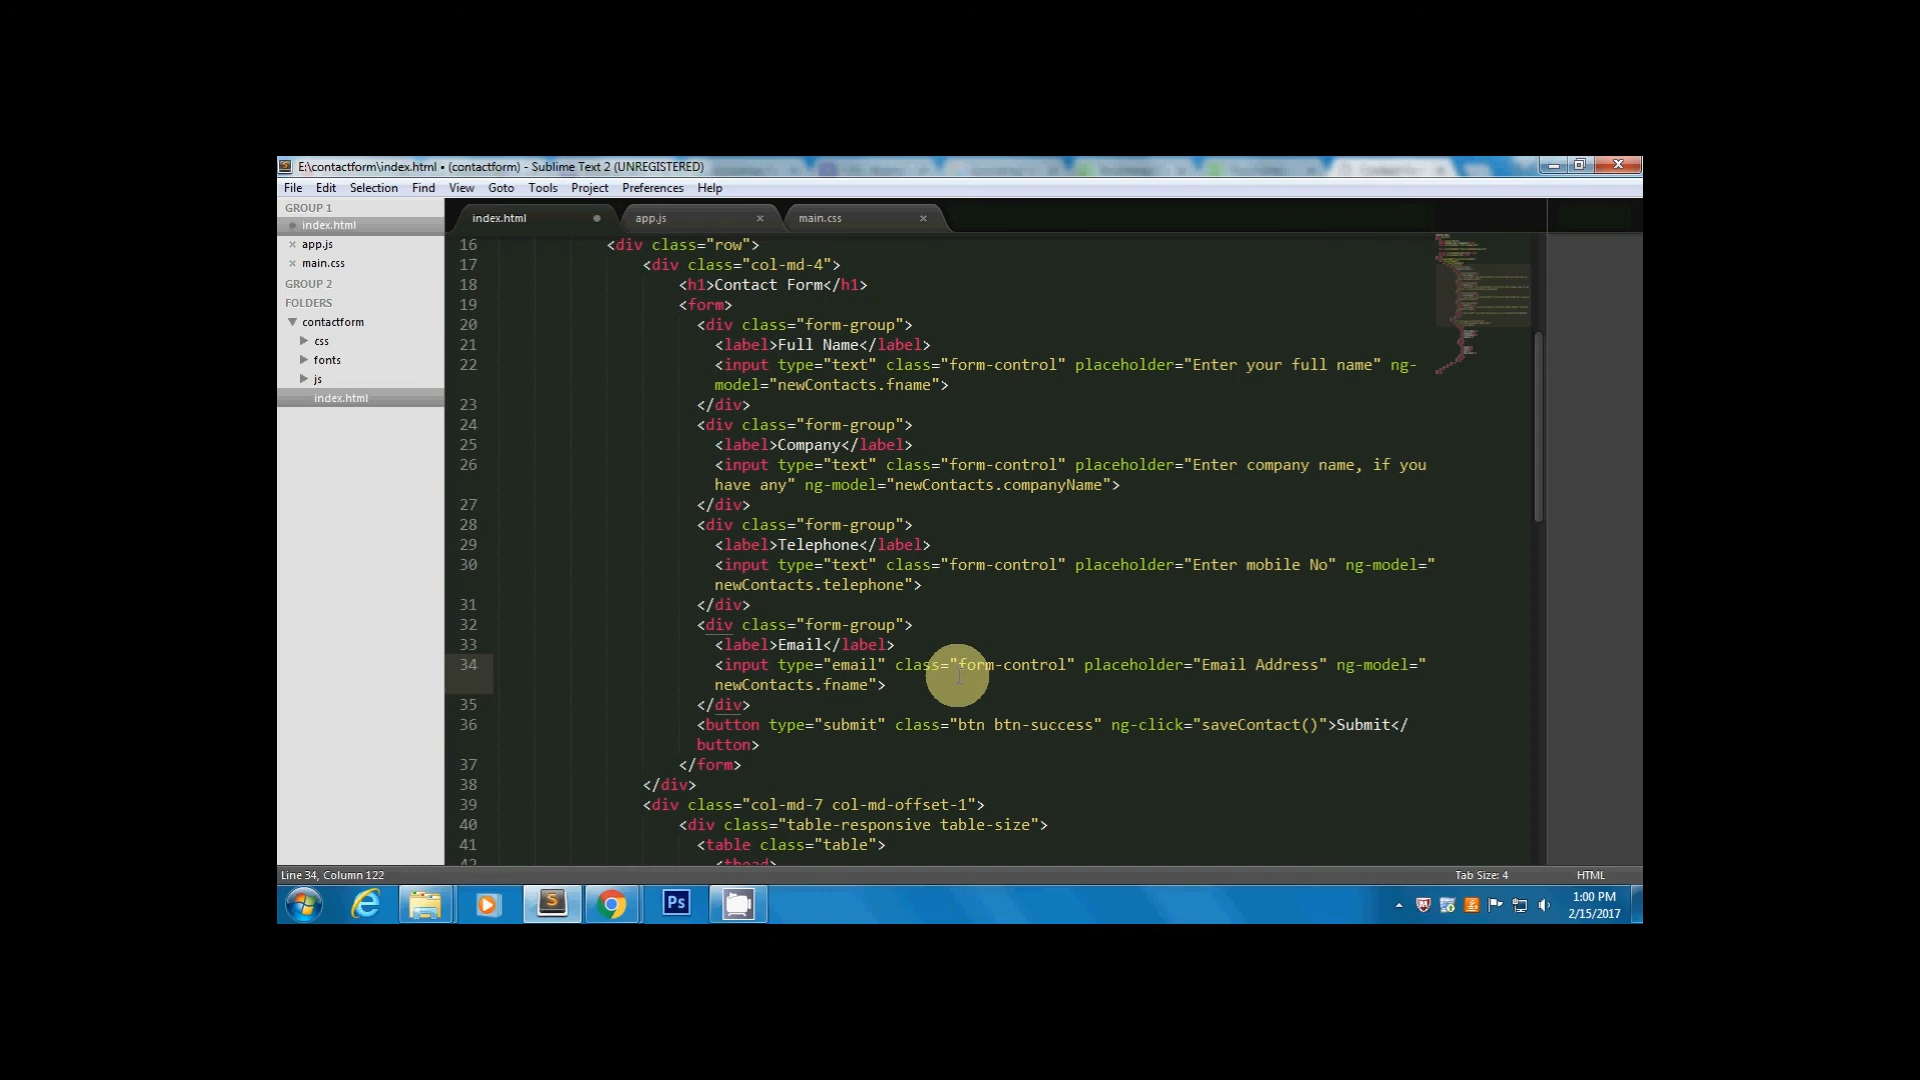 E:\contactform\index.html • (contactform) - Sublime Text 2 (UNREGISTERED)
File Edit Selection Find View Goto Tools Project Preferences Help
GROUP 1
index.html
app.js
main.css
GROUP 2
FOLDERS
contactform
css
fonts
js
index.html
index.html app.js main.css
16 <div class="row">
17 <div class="col-md-4">
18 <h1>Contact Form</h1>
19 <form>
20 <div class="form-group">
21 <label>Full Name</label>
22 <input type="text" class="form-control" placeholder="Enter your full name" ng-
model="newContacts.fname">
23 </div>
24 <div class="form-group">
25 <label>Company</label>
26 <input type="text" class="form-control" placeholder="Enter company name, if you
have any" ng-model="newContacts.companyName">
27 </div>
28 <div class="form-group">
29 <label>Telephone</label>
30 <input type="text" class="form-control" placeholder="Enter mobile No" ng-model="
newContacts.telephone">
31 </div>
32 <div class="form-group">
33 <label>Email</label>
34 <input type="email" class="form-control" placeholder="Email Address" ng-model="
newContacts.fname">
35 </div>
36 <button type="submit" class="btn btn-success" ng-click="saveContact()">Submit</
button>
37 </form>
38 </div>
39 <div class="col-md-7 col-md-offset-1">
40 <div class="table-responsive table-size">
41 <table class="table">
42 <thead>
Line 34, Column 122 Tab Size: 4 HTML
Ps
1:00 PM
2/15/2017